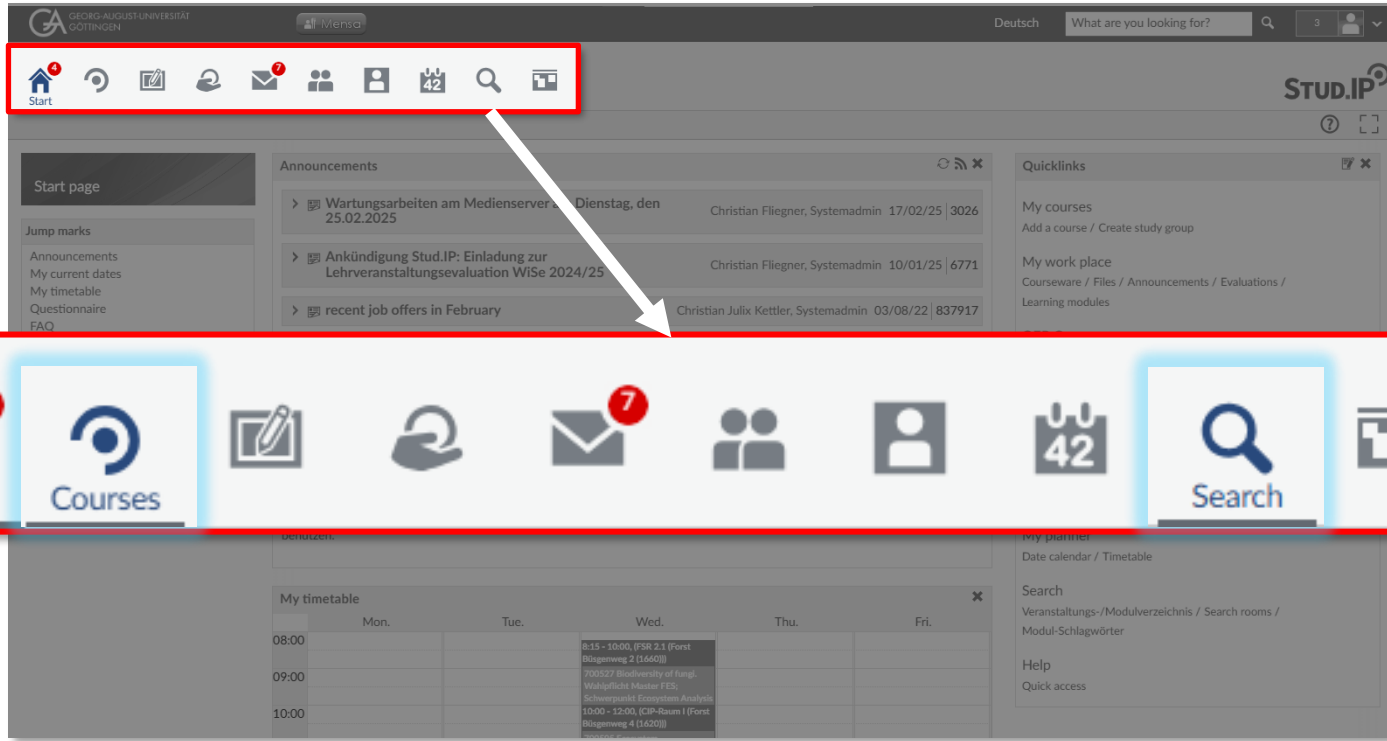 GEORG-AUGUST-UNIVERSITÄT
GÖTTINGEN
Mensa
Deutsch
What are you looking for?
3
4
7
42
Start
STUD.IP
Start page
Jump marks
Announcements
My current dates
My timetable
Questionnaire
FAQ
Announcements
Wartungsarbeiten am Medienserver Dienstag, den
25.02.2025
Christian Fliegner, Systemadmin 17/02/25 3026
Ankündigung Stud.IP: Einladung zur
Lehrveranstaltungsevaluation WiSe 2024/25
Christian Fliegner, Systemadmin 10/01/25 6771
recent job offers in February
Christian Julix Kettler, Systemadmin 03/08/22 837917
Quicklinks
My courses
Add a course / Create study group
My work place
Courseware / Files / Announcements / Evaluations /
Learning modules
7
42
Courses
Search
benutzen.
My planner
Date calendar / Timetable
Search
Veranstaltungs-/Modulverzeichnis / Search rooms /
Modul-Schlagwörter
Help
Quick access
My timetable
Mon. Tue. Wed. Thu. Fri.
08:00
8:15 - 10:00, (FSR 2.1 (Forst
Büsgenweg 2 (1660)))
09:00
700527 Biodiversity of fungi.
Wahlpflicht Master FES;
Schwerpunkt Ecosystem Analysis
10:00
10:00 - 12:00, (CIP-Raum I (Forst
Büsgenweg 4 (1620)))